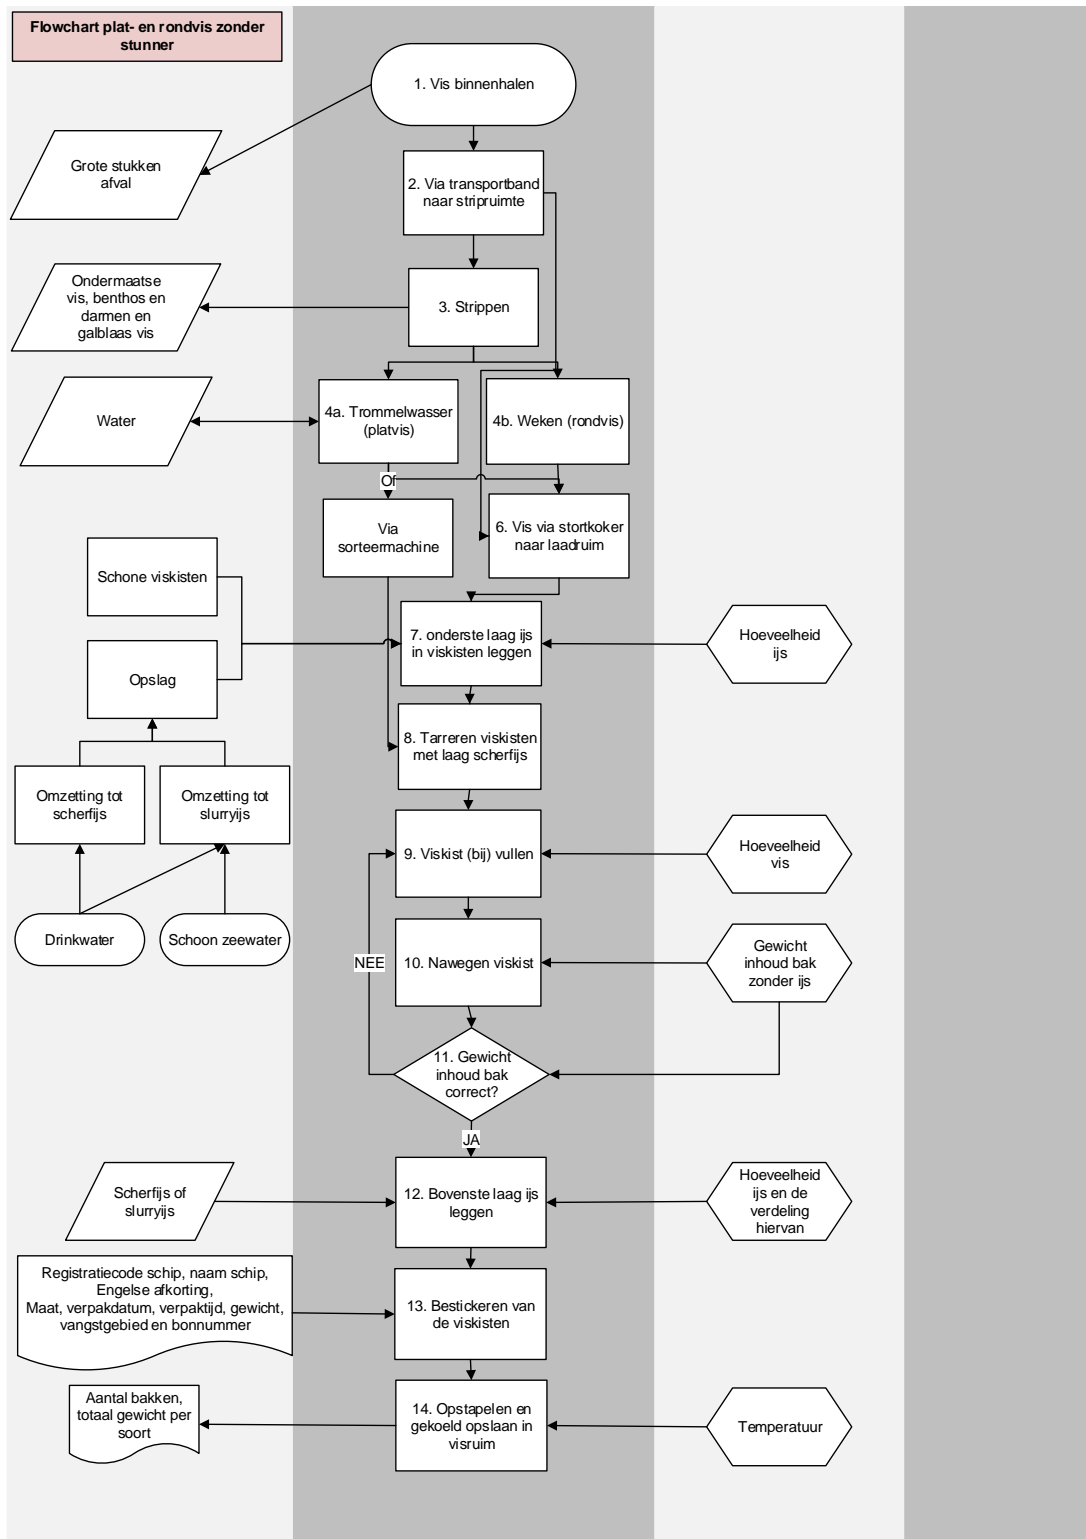 Flowchart plat- en rondvis zonder
stunner
1. Vis binnenhalen
Grote stukken
afval
2. Via transportband
naar stripruimte
Ondermaatse
vis, benthos en
darmen en
galblaas vis
3. Strippen
Water
4a. Trommelwasser
(platvis)
4b. Weken (rondvis)
Of
Via
sorteermachine
6. Vis via stortkoker
naar laadruim
Schone viskisten
7. onderste laag ijs
in viskisten leggen
Hoeveelheid
ijs
Opslag
8. Tarreren viskisten
met laag scherfijs
Omzetting tot
scherfijs
Omzetting tot
slurryijs
9. Viskist (bij) vullen
Hoeveelheid
vis
Drinkwater
Schoon zeewater
NEE
10. Nawegen viskist
Gewicht
inhoud bak
zonder ijs
11. Gewicht
inhoud bak
correct?
JA
Scherfijs of
slurryijs
12. Bovenste laag ijs
leggen
Hoeveelheid
ijs en de
verdeling
hiervan
Registratiecode schip, naam schip,
Engelse afkorting,
Maat, verpakdatum, verpaktijd, gewicht,
vangstgebied en bonnummer
13. Bestickeren van
de viskisten
Aantal bakken,
totaal gewicht per
soort
14. Opstapelen en
gekoeld opslaan in
visruim
Temperatuur